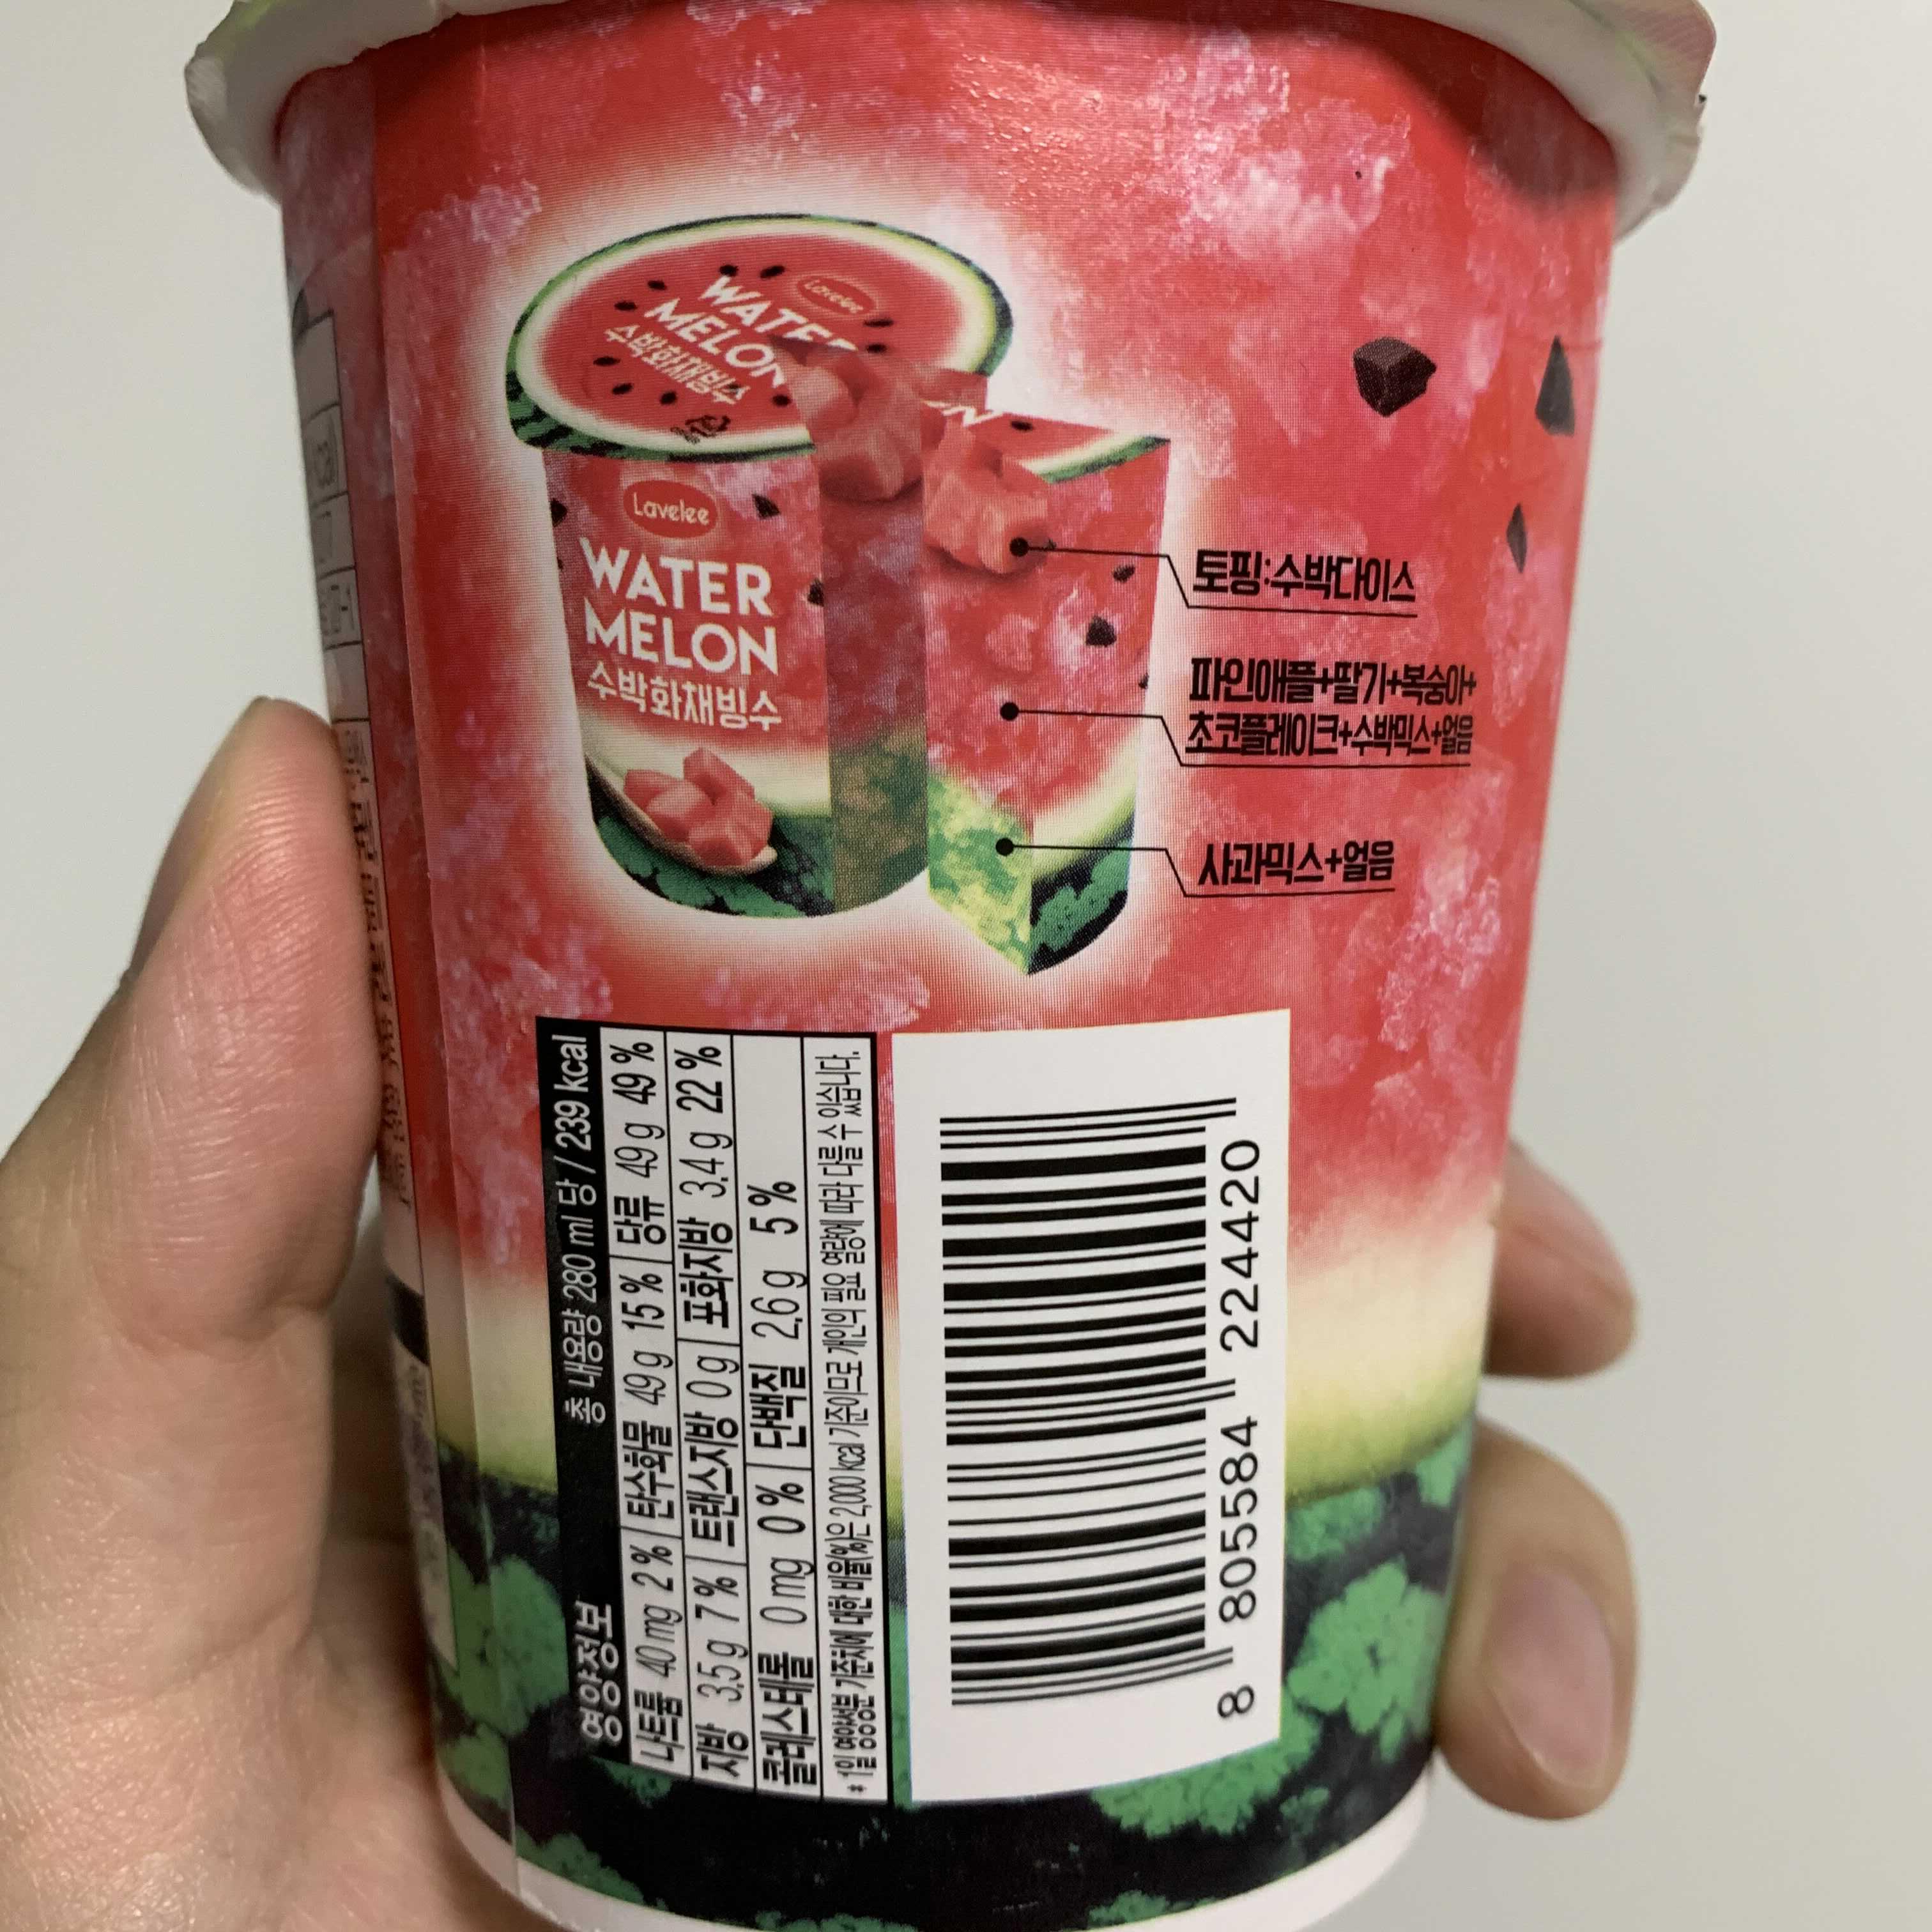 Lavelee
WATER
MELON
수박화채빙수
Lavelee
WATER
MELON
수박화채빙수
토핑:수박다이스
파인애플+딸기+복숭아+
초코플레이크+수박믹스+얼음
사과믹스+얼음
영양정보 총 내용량 280 ml 당 / 239 kcal
나트륨 40 mg 2 % 탄수화물 49 g 15 % 당류 49 g 49 %
지방 3.5 g 7 % 트랜스지방 0 g 포화지방 3.4 g 22 %
콜레스테롤 0 mg 0 % 단백질 2.6 g 5 %
* 1일 영양성분 기준치에 대한 비율(%)은 2,000 kcal 기준이므로 개인의 필요 열량에 따라 다를 수 있습니다.
8 805584 224420